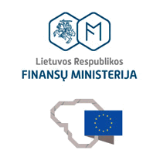 Lietuvos Respublikos
FINANSŲ MINISTERIJA